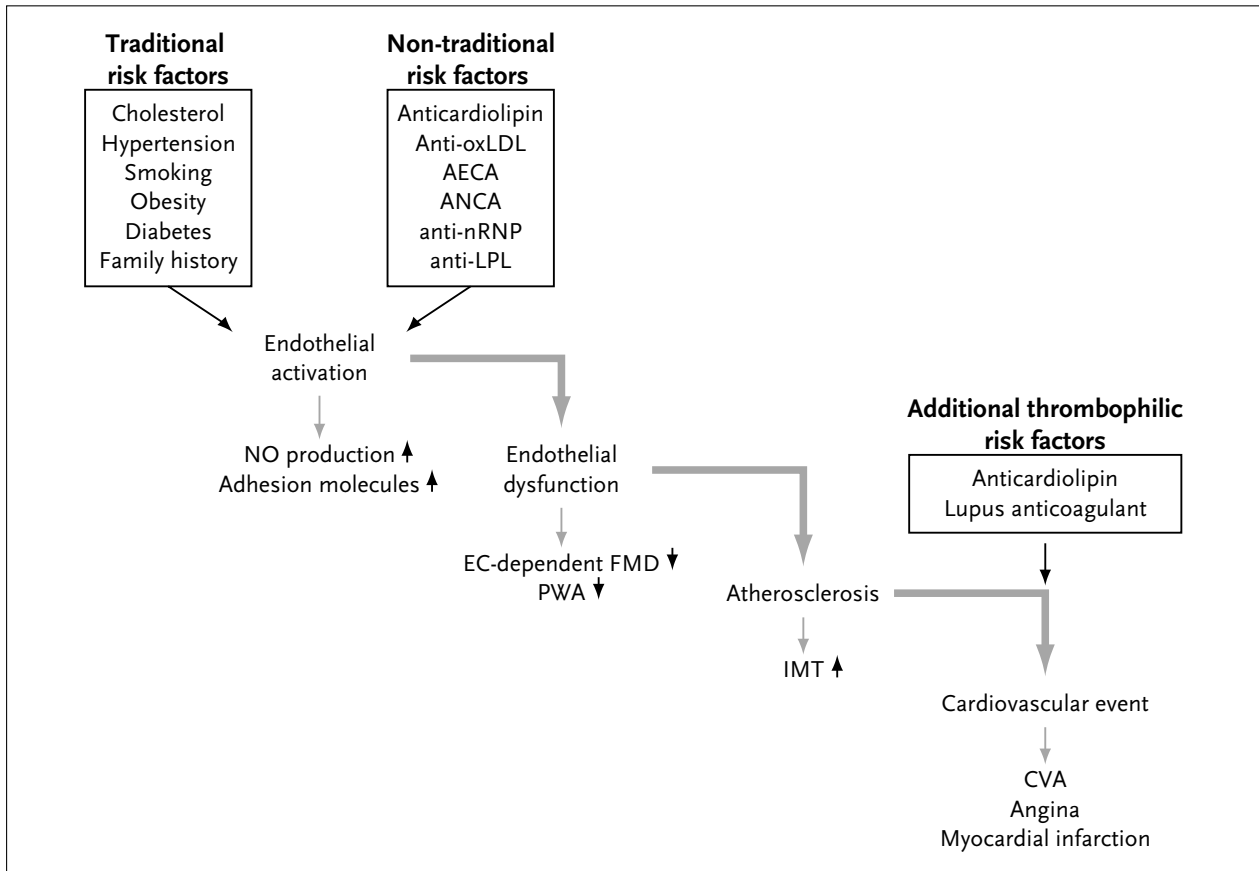 Traditional
risk factors
Cholesterol
Hypertension
Smoking
Obesity
Diabetes
Family history
Non-traditional
risk factors
Anticardiolipin
Anti-oxLDL
AECA
ANCA
anti-nRNP
anti-LPL
Endothelial
activation
NO production
Adhesion molecules
Endothelial
dysfunction
EC-dependent FMD
PWA
Additional thrombophilic
risk factors
Anticardiolipin
Lupus anticoagulant
Atherosclerosis
IMT
Cardiovascular event
CVA
Angina
Myocardial infarction